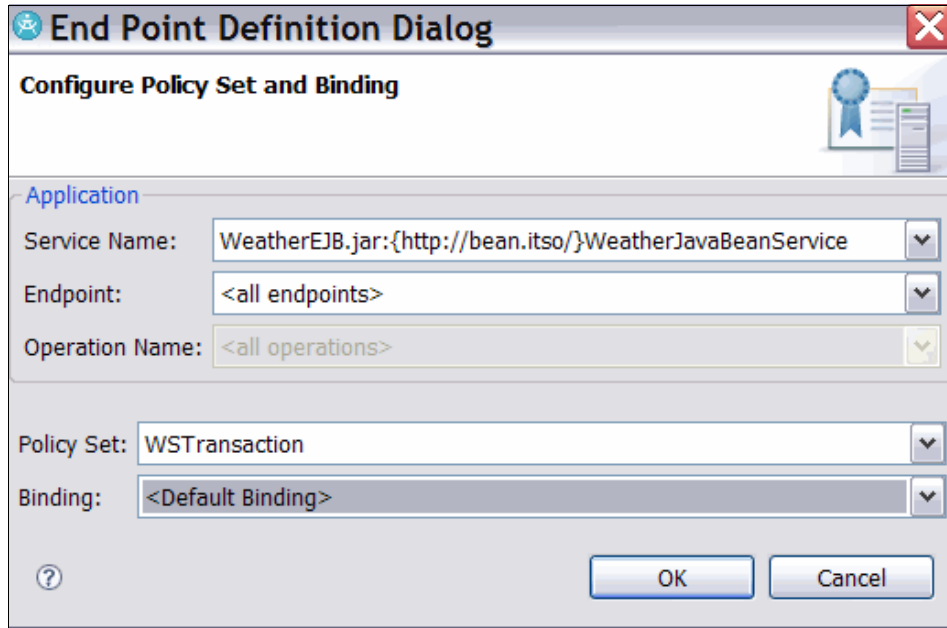 End Point Definition Dialog
Configure Policy Set and Binding
Application
Service Name: WeatherEJB.jar:{http://bean.itso/}WeatherJavaBeanService
Endpoint: <all endpoints>
Operation Name: <all operations>
Policy Set: WSTransaction
Binding: <Default Binding>
? OK Cancel